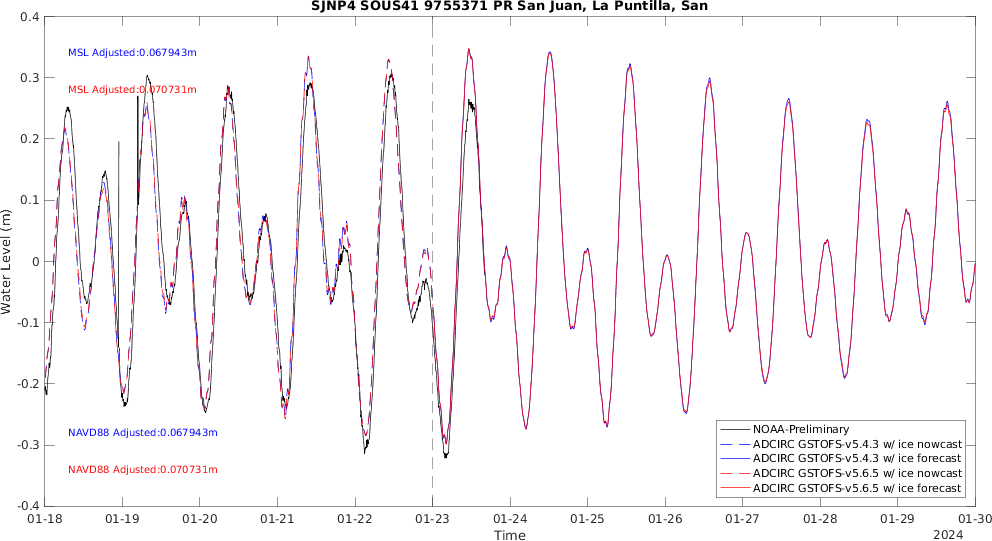 SJNP4 SOUS41 9755371 PR San Juan, La Puntilla, San
MSL Adjusted:0.067943m
MSL Adjusted:0.070731m
NAVD88 Adjusted:0.067943m
NAVD88 Adjusted:0.070731m
Water Level (m)
0.4
0.3
0.2
0.1
0
-0.1
-0.2
-0.3
-0.4
NOAA-Preliminary
ADCIRC GSTOFS-v5.4.3 w/ ice nowcast
ADCIRC GSTOFS-v5.4.3 w/ ice forecast
ADCIRC GSTOFS-v5.6.5 w/ ice nowcast
ADCIRC GSTOFS-v5.6.5 w/ ice forecast
01-18 01-19 01-20 01-21 01-22 01-23 01-24 01-25 01-26 01-27 01-28 01-29 01-30
Time
2024